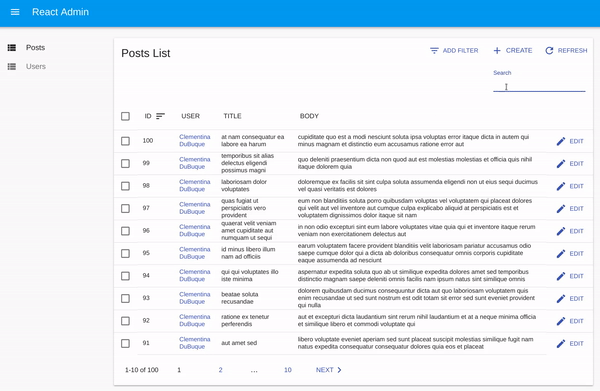 React Admin
Posts
Users
Posts List
ADD FILTER CREATE REFRESH
Search
ID USER TITLE BODY
100 Clementina DuBuque at nam consequatur ea labore ea harum cupiditate quo est a modi nesciunt soluta ipsa voluptas error itaque dicta in autem qui minus magnam et distinctio eum accusamus ratione error aut EDIT
99 Clementina DuBuque temporibus sit alias delectus eligendi possimus magni quo deleniti praesentium dicta non quod aut est molestias molestias et officia quis nihil itaque dolorem quia EDIT
98 Clementina DuBuque laboriosam dolor voluptates doloremque ex facilis sit sint culpa soluta assumenda eligendi non ut eius sequi ducimus vel quasi veritatis est dolores EDIT
97 Clementina DuBuque quas fugiat ut perspiciatis vero provident eum non blanditiis soluta porro quibusdam voluptas vel voluptatem qui placeat dolores qui velit aut vel inventore aut cumque culpa explicabo aliquid at perspiciatis est et voluptatem dignissimos dolor itaque sit nam EDIT
96 Clementina DuBuque quaerat velit veniam amet cupiditate aut numquam ut sequi in non odio excepturi sint eum labore voluptates vitae quia qui et inventore itaque rerum veniam non exercitationem delectus aut EDIT
95 Clementina DuBuque id minus libero illum nam ad officiis earum voluptatem facere provident blanditiis velit laboriosam pariatur accusamus odio saepe cumque dolor qui a dicta ab doloribus consequatur omnis corporis cupiditate eaque assumenda ad nesciunt EDIT
94 Clementina DuBuque qui qui voluptates illo iste minima aspernatur expedita soluta quo ab ut similique expedita dolores amet sed temporibus distinctio magnam saepe deleniti omnis facilis nam ipsum natus sint similique omnis EDIT
93 Clementina DuBuque beatae soluta recusandae dolorem quibusdam ducimus consequuntur dicta aut quo laboriosam voluptatem quis enim recusandae ut sed sunt nostrum est odit totam sit error sed sunt eveniet provident qui nulla EDIT
92 Clementina DuBuque ratione ex tenetur perferendis aut et excepturi dicta laudantium sint rerum nihil laudantium et at a neque minima officia et similique libero et commodi voluptate qui EDIT
91 Clementina DuBuque aut amet sed libero voluptate eveniet aperiam sed sunt placeat suscipit molestias similique fugit nam natus expedita consequatur consequatur dolores quia eos et placeat EDIT
1-10 of 100 1 2 ... 10 NEXT